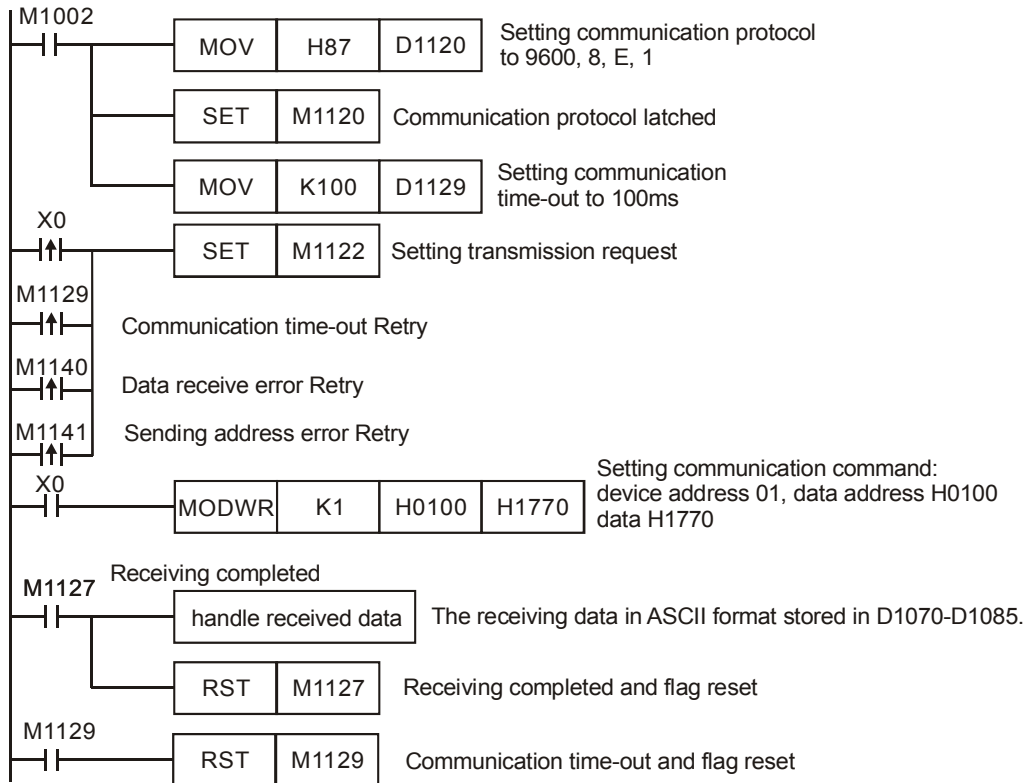 M1002
MOV H87 D1120 Setting communication protocol
to 9600, 8, E, 1
SET M1120 Communication protocol latched
MOV K100 D1129 Setting communication
time-out to 100ms
X0
SET M1122 Setting transmission request
M1129
Communication time-out Retry
M1140
Data receive error Retry
M1141 Sending address error Retry
X0
MODWR K1 H0100 H1770 Setting communication command:
device address 01, data address H0100
data H1770
Receiving completed
M1127
handle received data The receiving data in ASCII format stored in D1070-D1085.
RST M1127 Receiving completed and flag reset
M1129
RST M1129 Communication time-out and flag reset